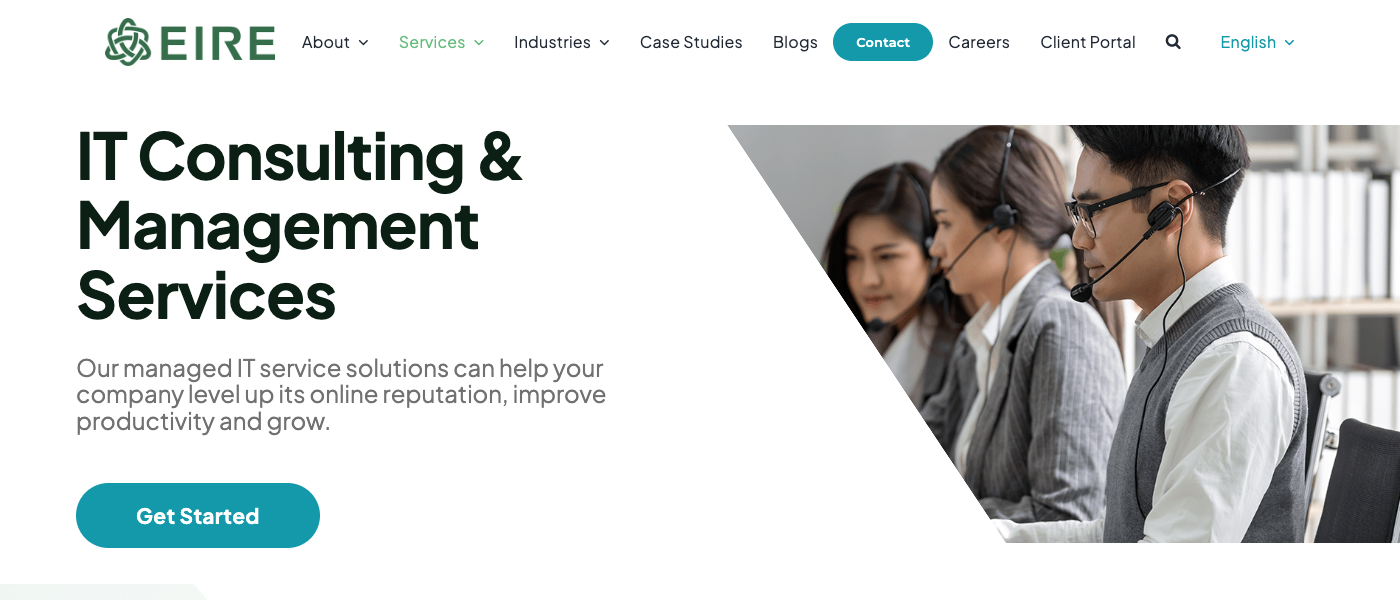 EIRE
About
Services
Industries
Case Studies
Blogs
Contact
Careers
Client Portal
English
IT Consulting &
Management
Services
Our managed IT service solutions can help your
company level up its online reputation, improve
productivity and grow.
Get Started